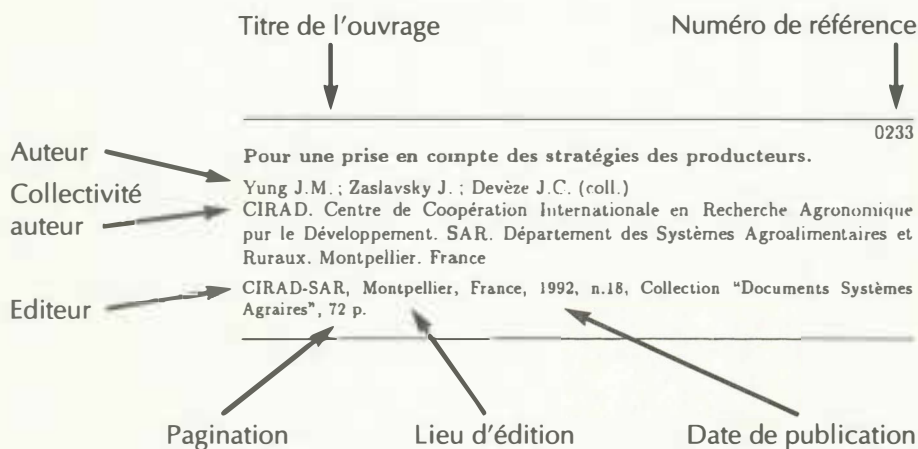 Titre de l'ouvrage
Numéro de référence
0233
Auteur
Pour une prise en compte des stratégies des producteurs.
Yung J.M. ; Zaslavsky J. ; Devèze J.C. (coll.)
Collectivité
auteur
CIRAD. Centre de Coopération Internationale en Recherche Agronomique
pur le Développement. SAR. Département des Systèmes Agroalimentaires et
Ruraux. Montpellier. France
Editeur
CIRAD-SAR, Montpellier, France, 1992, n.18, Collection "Documents Systèmes
Agraires", 72 p.
Pagination
Lieu d'édition
Date de publication